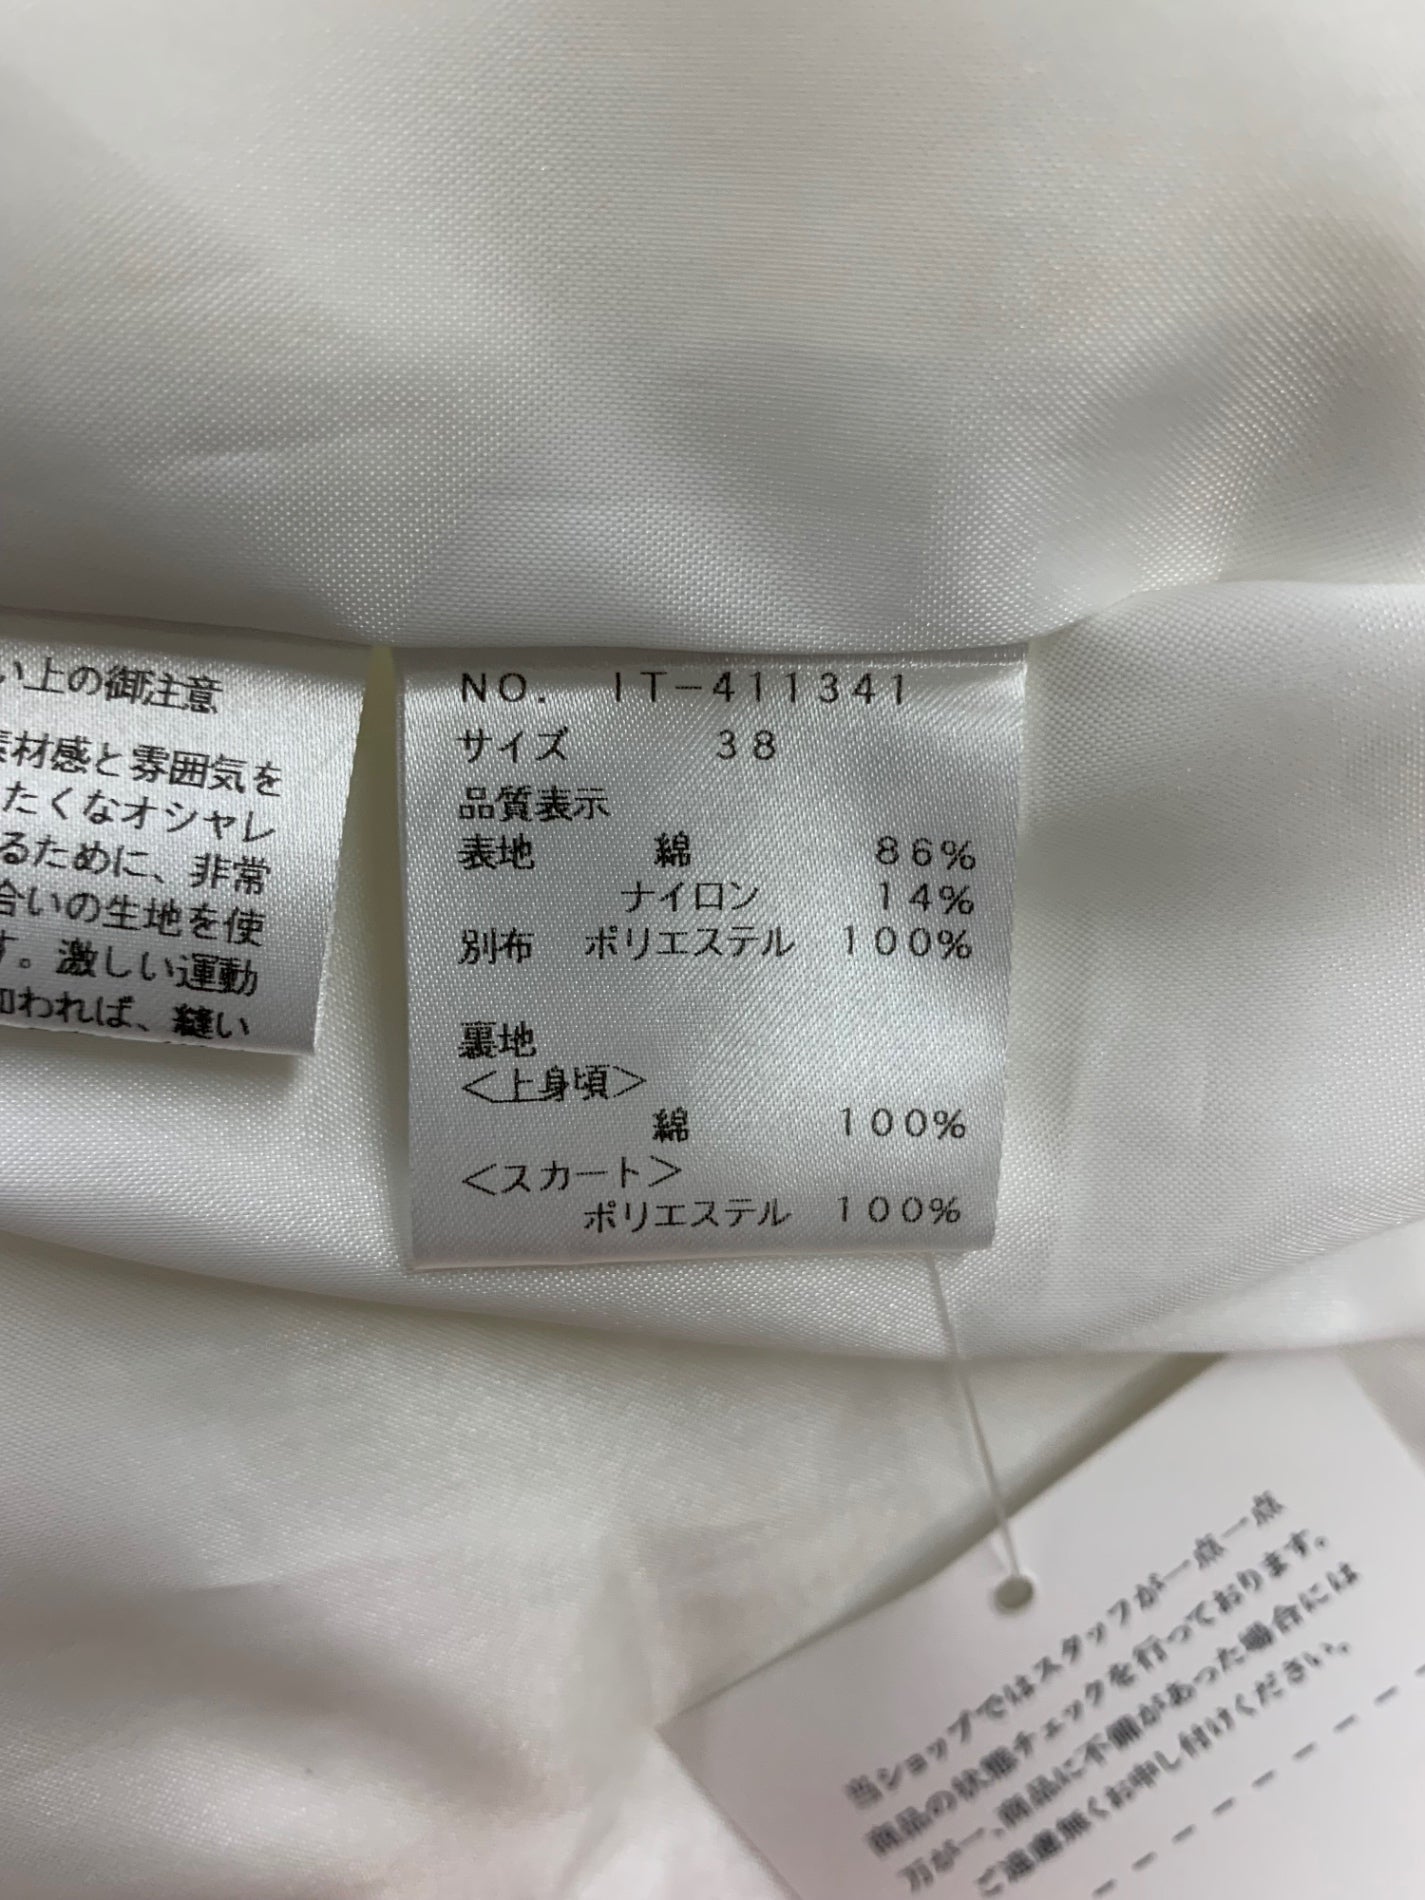 い上の御注意
素材感と雰囲気を
たくなオシャレ
るために、非常
合いの生地を使
す。激しい運動
加われば、縫い
NO. IT-411341
サイズ 38
品質表示
表地 綿 86%
ナイロン 14%
別布 ポリエステル 100%
裏地
<上身頃>
綿 100%
<スカート>
ポリエステル 100%
当ショップではスタッフが一点一点
商品の状態チェックを行っております。
万が一、商品に不備があった場合には
ご遠慮無くお申し付けください。